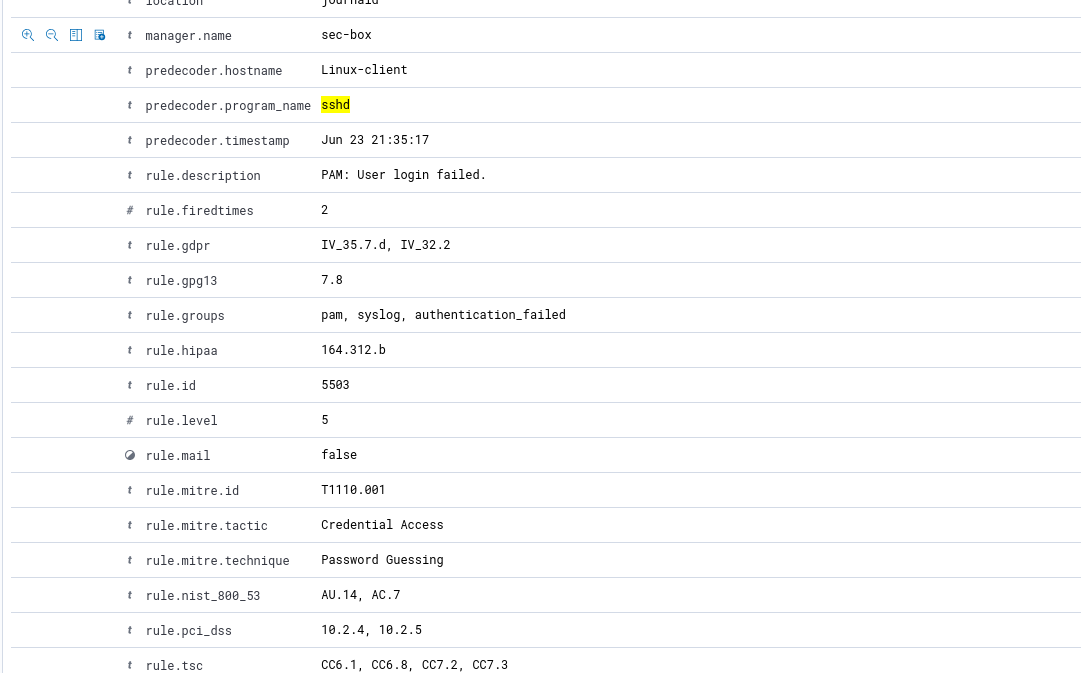 location journald
manager.name sec-box
predecoder.hostname Linux-client
predecoder.program_name sshd
predecoder.timestamp Jun 23 21:35:17
rule.description PAM: User login failed.
rule.firedtimes 2
rule.gdpr IV_35.7.d, IV_32.2
rule.gpg13 7.8
rule.groups pam, syslog, authentication_failed
rule.hipaa 164.312.b
rule.id 5503
rule.level 5
rule.mail false
rule.mitre.id T1110.001
rule.mitre.tactic Credential Access
rule.mitre.technique Password Guessing
rule.nist_800_53 AU.14, AC.7
rule.pci_dss 10.2.4, 10.2.5
rule.tsc CC6.1, CC6.8, CC7.2, CC7.3